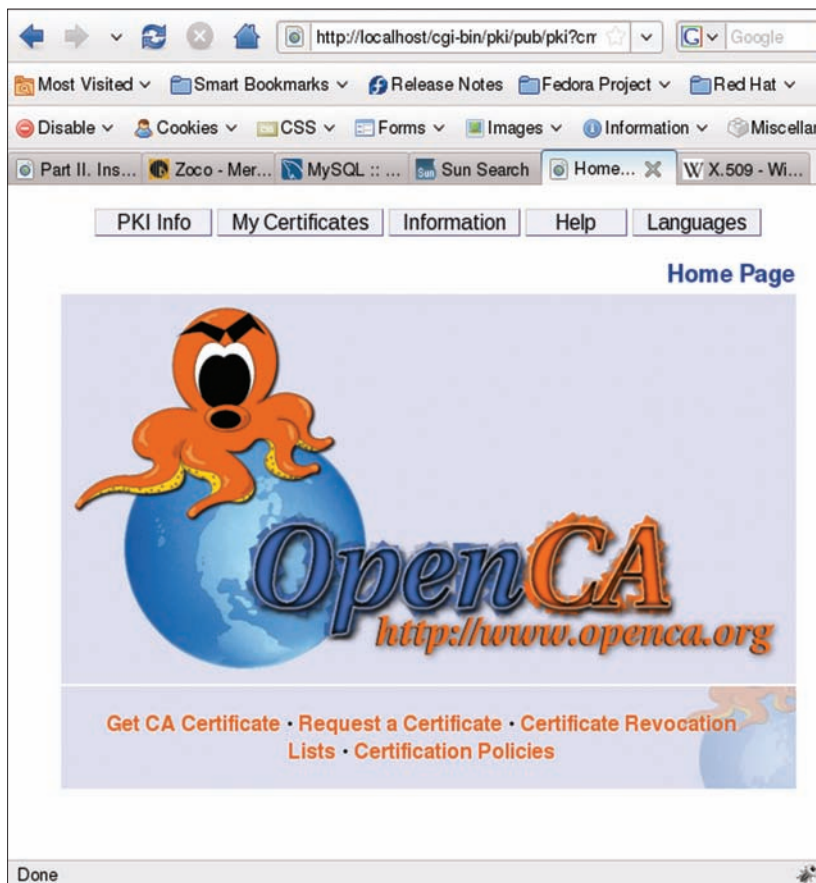 http://localhost/cgi-bin/pki/pub/pki?cm
Google
Most Visited Smart Bookmarks Release Notes Fedora Project Red Hat
Disable Cookies CSS Forms Images Information Miscellan
Part II. Ins... Zoco - Mer... MySQL :: ... Sun Sun Search Home... W X.509 - Wi...
PKI Info My Certificates Information Help Languages
Home Page
OpenCA
http://www.openca.org
Get CA Certificate · Request a Certificate · Certificate Revocation
Lists · Certification Policies
Done